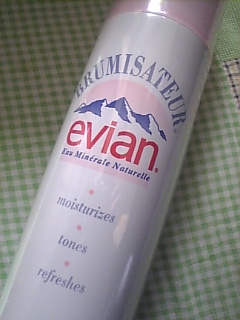 BRUMISATEUR.
evian®
Eau Minérale Naturelle
• moisturizes
• tones
• refreshes